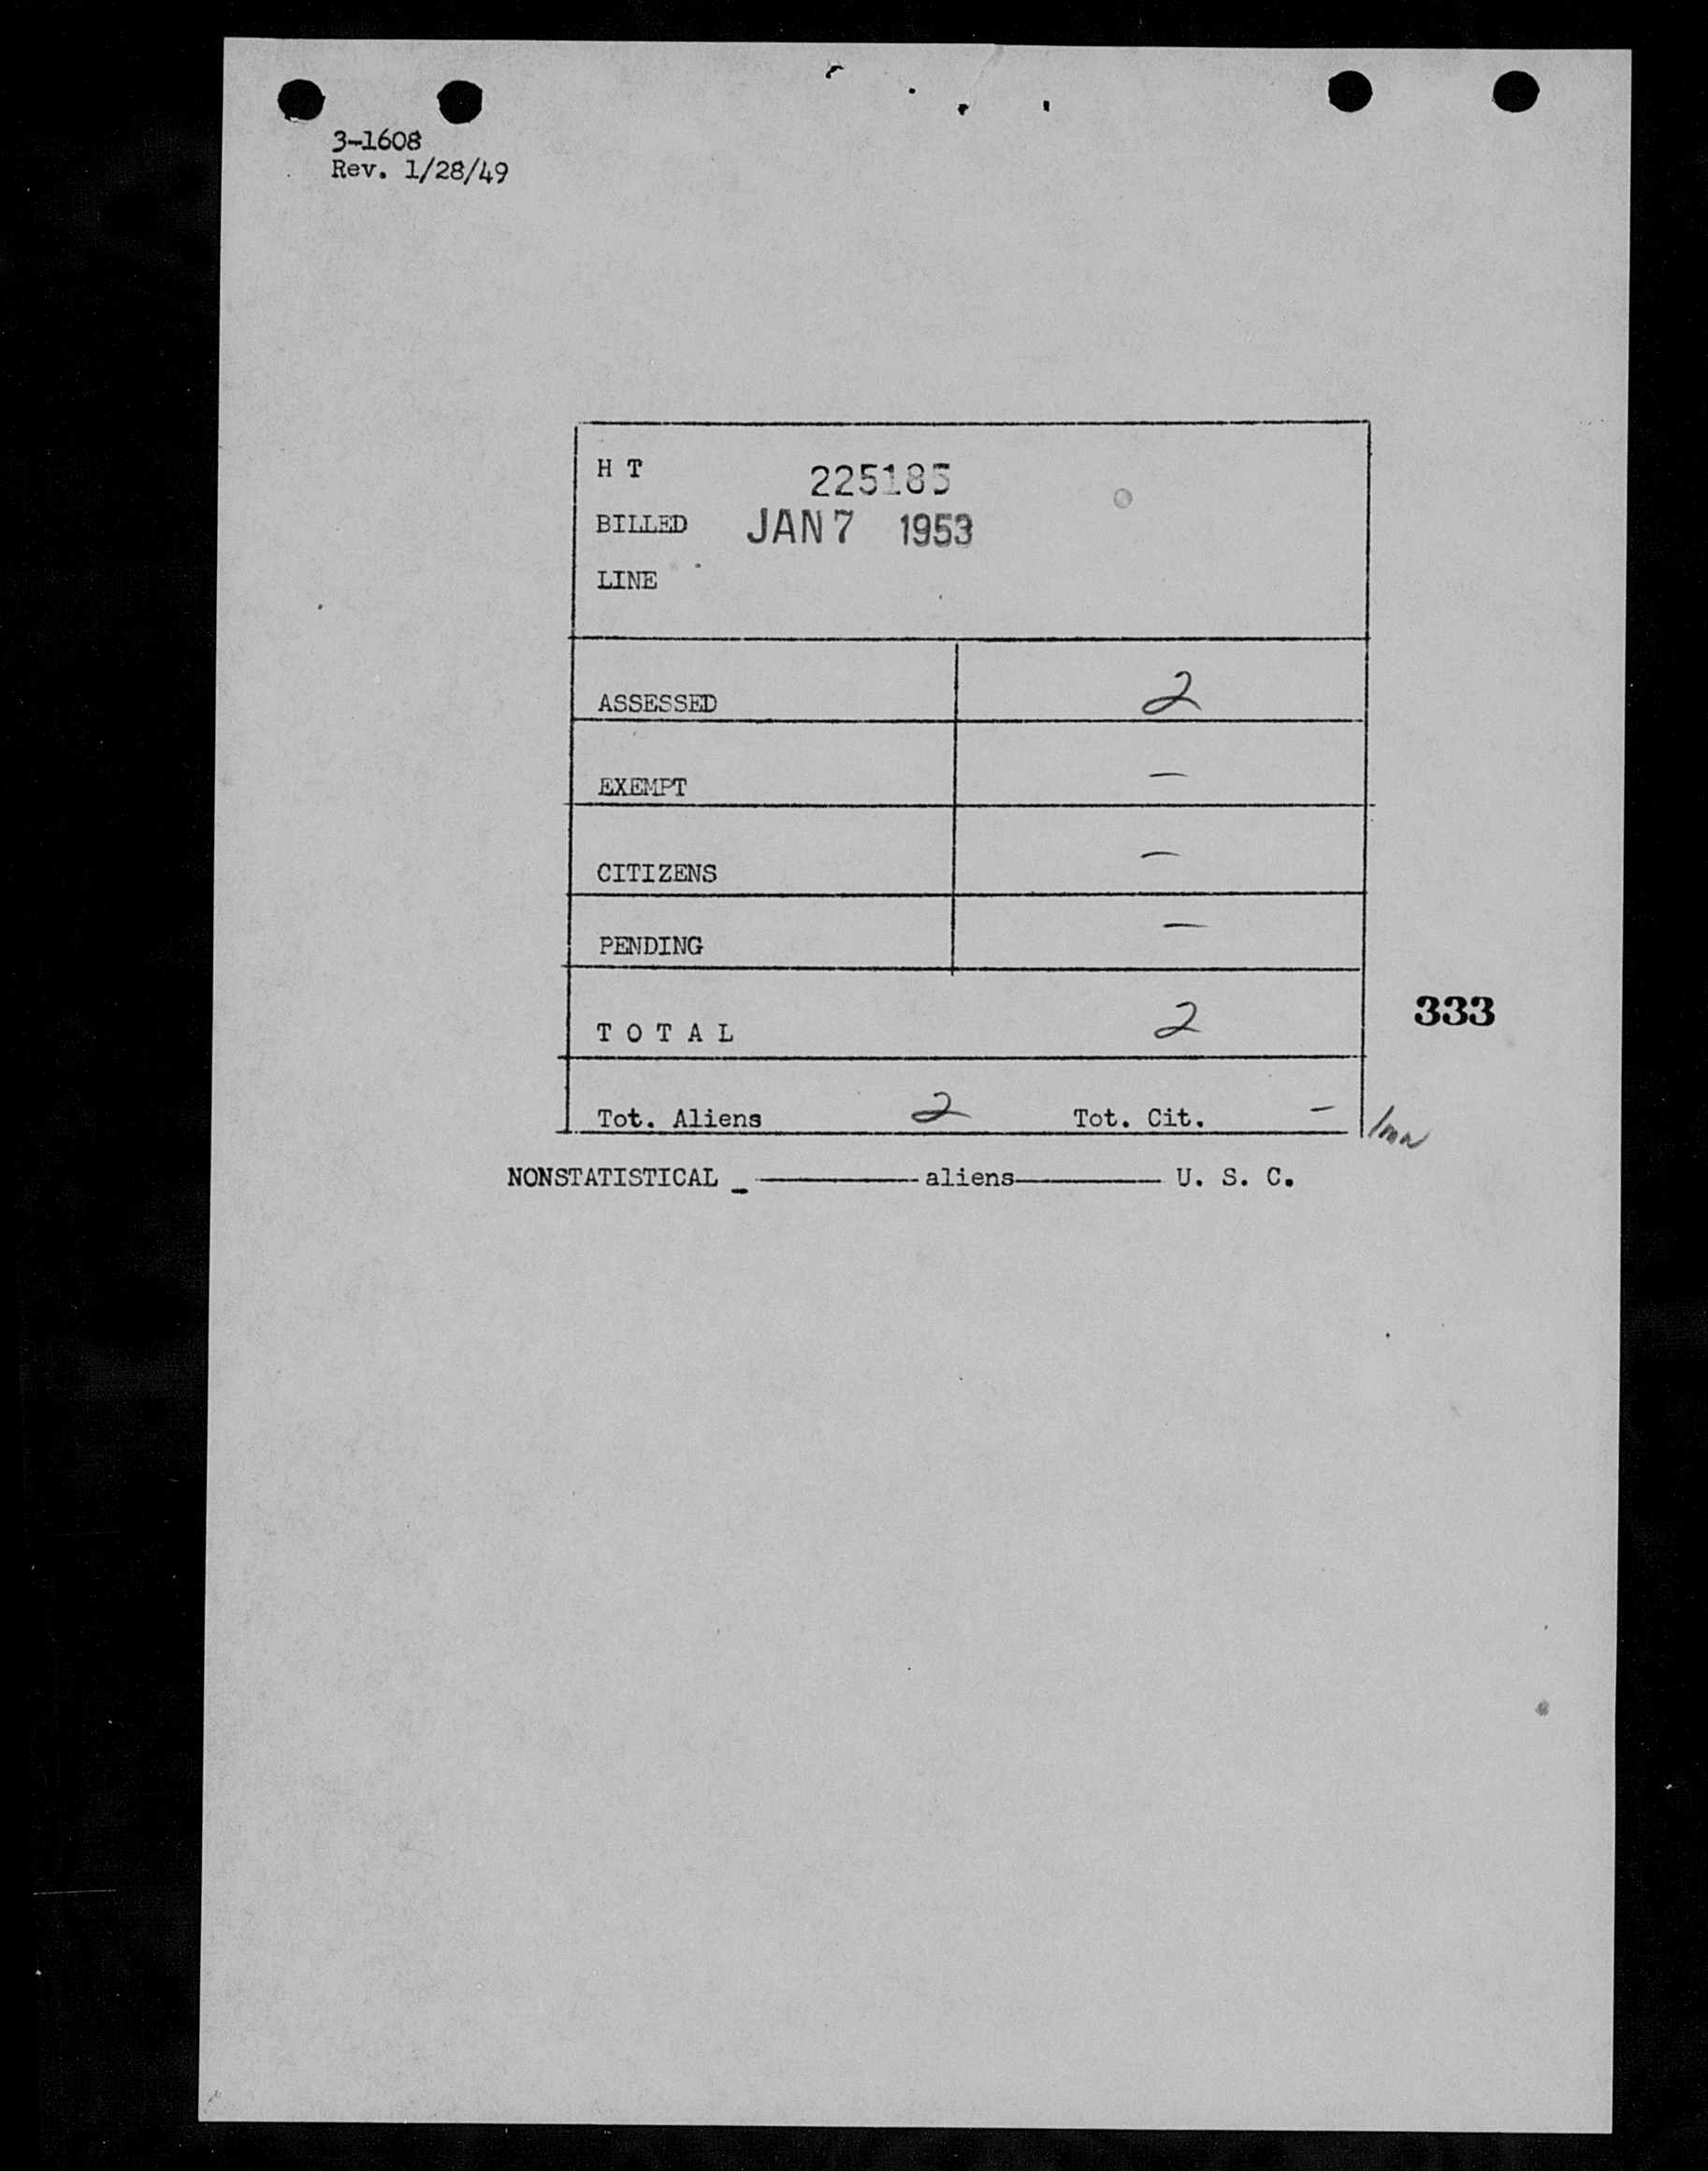 3-1608
Rev. 1/28/49
H T 225185
BILLED JAN 7 1953
LINE
ASSESSED 2
EXEMPT —
CITIZENS —
PENDING —
T O T A L 2
333
Tot. Aliens 2 Tot. Cit. —
NONSTATISTICAL _ ———— aliens ———— U. S. C.